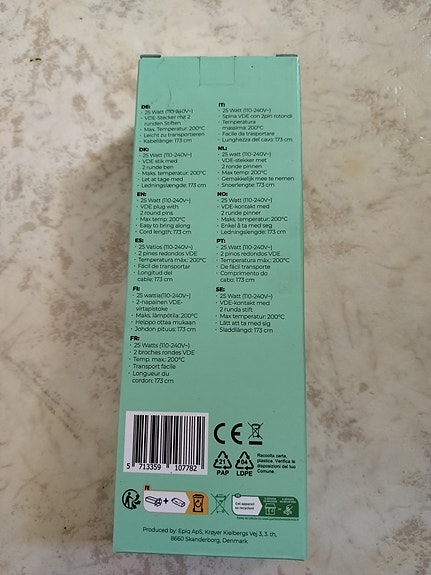 DE:
• 25 Watt (110-240V~)
• VDE-Stecker mit 2
runden Stiften
• Max. Temperatur: 200°C
• Leicht zu transportieren
Kabellänge: 173 cm
DK:
• 25 Watt (110-240V~)
• VDE stik med
2 runde ben
• Maks. temperatur: 200°C
• Let at tage med
• Ledningslængde: 173 cm
EN:
• 25 Watt (110-240V~)
• VDE plug with
2 round pins
• Max temp: 200°C
• Easy to bring along
• Cord length: 173 cm
ES:
• 25 Vatios (110-240V~)
• 2 pines redondos VDE
• Temperatura máx.: 200°C
• Fácil de transportar
• Longitud del
cable: 173 cm
FI:
• 25 wattia(110-240V~)
• 2-napainen VDE-
virtapistoke
• Maks. lämpötila: 200°C
• Helppo ottaa mukaan
• Johdon pituus: 173 cm
FR:
• 25 Watts (110-240V~)
• 2 broches rondes VDE
• Temp. max.: 200°C
• Transport facile
• Longueur du
cordon: 173 cm
IT:
• 25 Watt (110-240V~)
• Spina VDE con 2pin rotondi
• Temperatura
massima: 200°C
• Facile da trasportare
• Lunghezza del cavo: 173 cm
NL:
• 25 watt (110-240V~)
• VDE-stekker met
2 ronde pinnen
• Max temp: 200°C
• Gemakkelijk mee te nemen
• Snoerlengte: 173 cm
NO:
• 25 Watt (110-240V~)
• VDE-kontakt med
2 runde pinner
• Maks. temperatur: 200°C
• Enkel å ta med seg
• Ledningslengde: 173 cm
PT:
• 25 Watt (110-240V~)
• 2 pinos redondos VDE
• Temperatura máx: 200°C
• De fácil transporte
• Comprimento do
cabo: 173 cm
SE:
• 25 Watt (110-240V~)
• VDE-kontakt med
2 runda stift
• Max temperatur: 200°C
• Lätt att ta med sig
• Sladdlängd: 173 cm
5 713359 107782
CE
21
PAP
04
LDPE
Raccolta carta,
plastica. Verifica le
disposizioni del tuo
Comune.
FR
Cet appareil
se recycle
Produced by: Epiq ApS, Krøyer Kielbergs Vej 3, 3. th,
8660 Skanderborg, Denmark